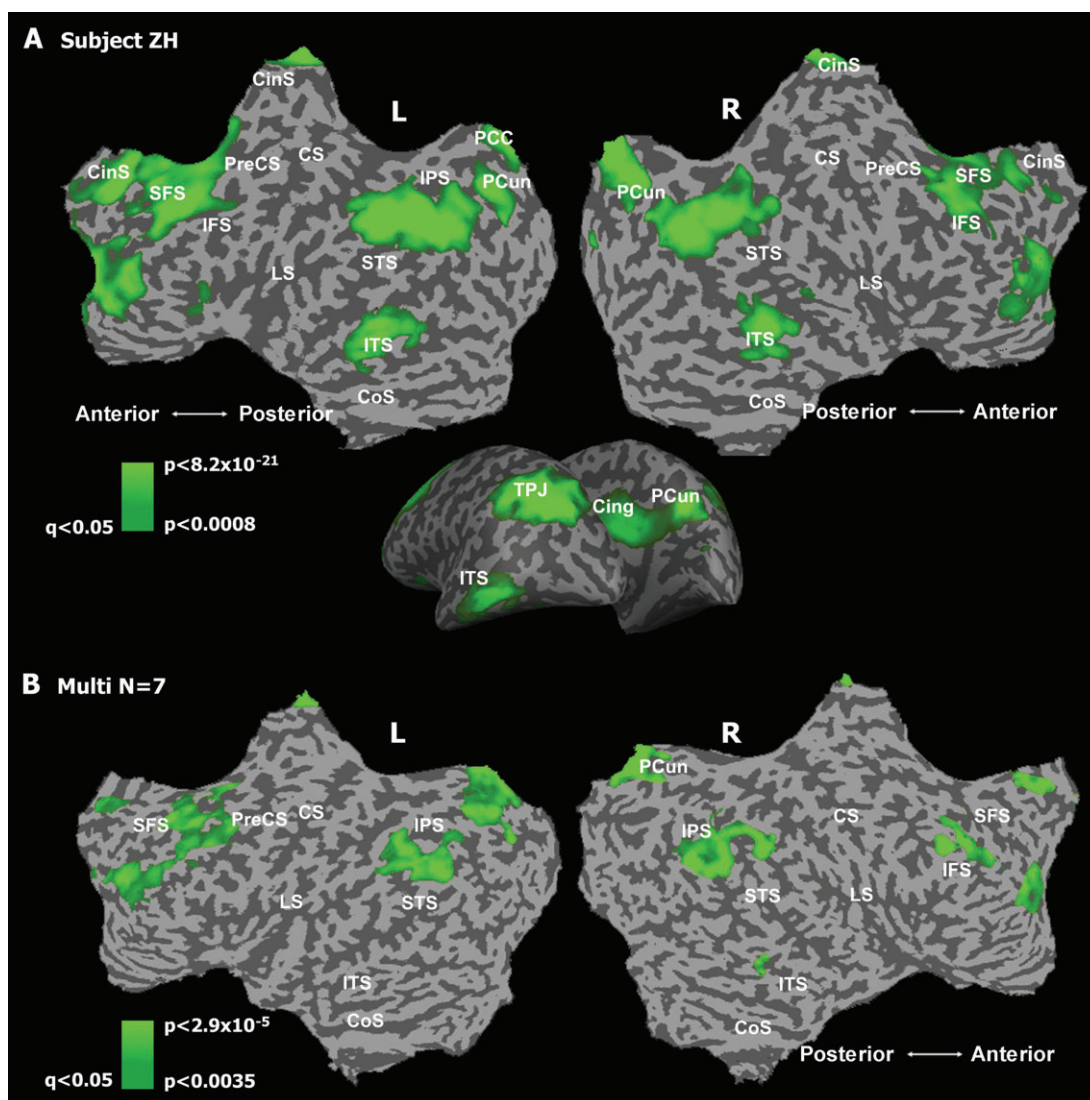 A Subject ZH
CinS
L
PreCS
CS
CinS
SFS
IFS
LS
IPS
PCC
PCun
STS
ITS
CoS
Anterior ⟷ Posterior
CinS
R
PCun
CS
PreCS
SFS
CinS
IFS
STS
LS
ITS
CoS
Posterior ⟷ Anterior
p<8.2x10⁻²¹
q<0.05 p<0.0008
TPJ
Cing
PCun
ITS
B Multi N=7
L
SFS
PreCS
CS
IPS
LS
STS
ITS
CoS
R
PCun
IPS
CS
SFS
IFS
STS
LS
ITS
CoS
Posterior ⟷ Anterior
p<2.9x10⁻⁵
q<0.05 p<0.0035